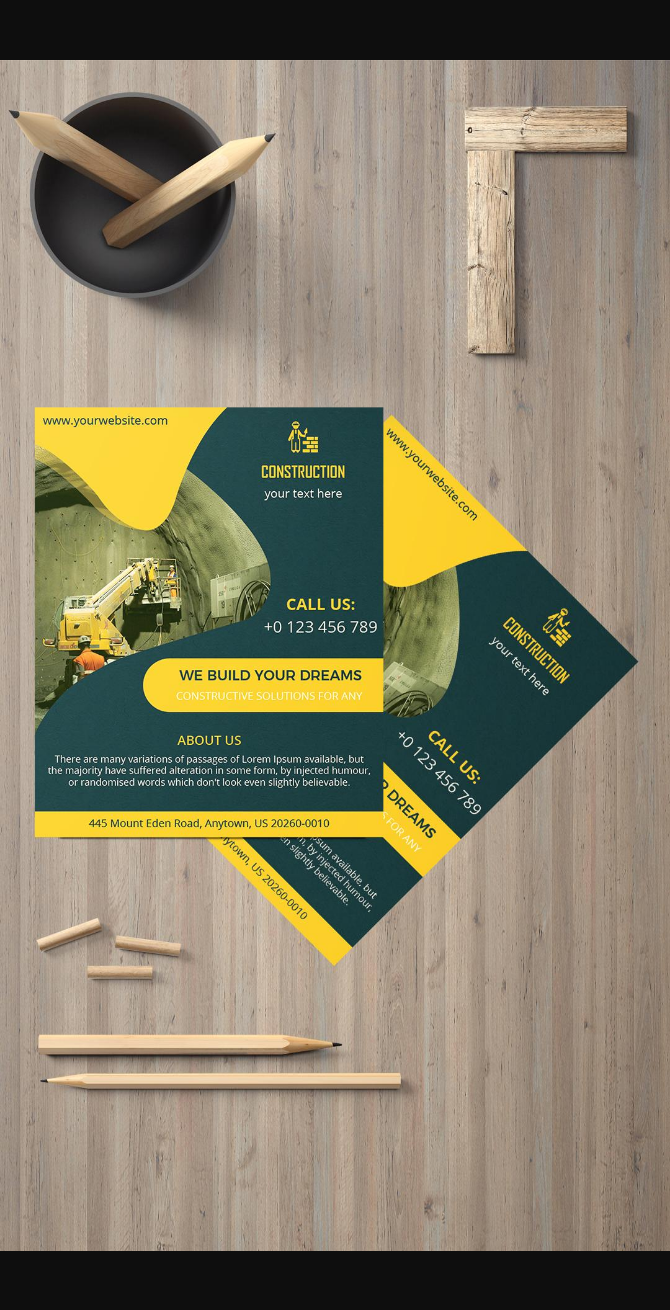 www.yourwebsite.com
CONSTRUCTION
your text here
CALL US:
+0 123 456 789
WE BUILD YOUR DREAMS
CONSTRUCTIVE SOLUTIONS FOR ANY
ABOUT US
There are many variations of passages of Lorem Ipsum available, but
the majority have suffered alteration in some form, by injected humour,
or randomised words which don't look even slightly believable.
445 Mount Eden Road, Anytown, US 20260-0010
www.yourwebsite.com
CONSTRUCTION
your text here
CALL US:
+0 123 456 789
DREAMS
FOR ANY
available, but
by injected humour,
slightly believable.
US 20260-0010